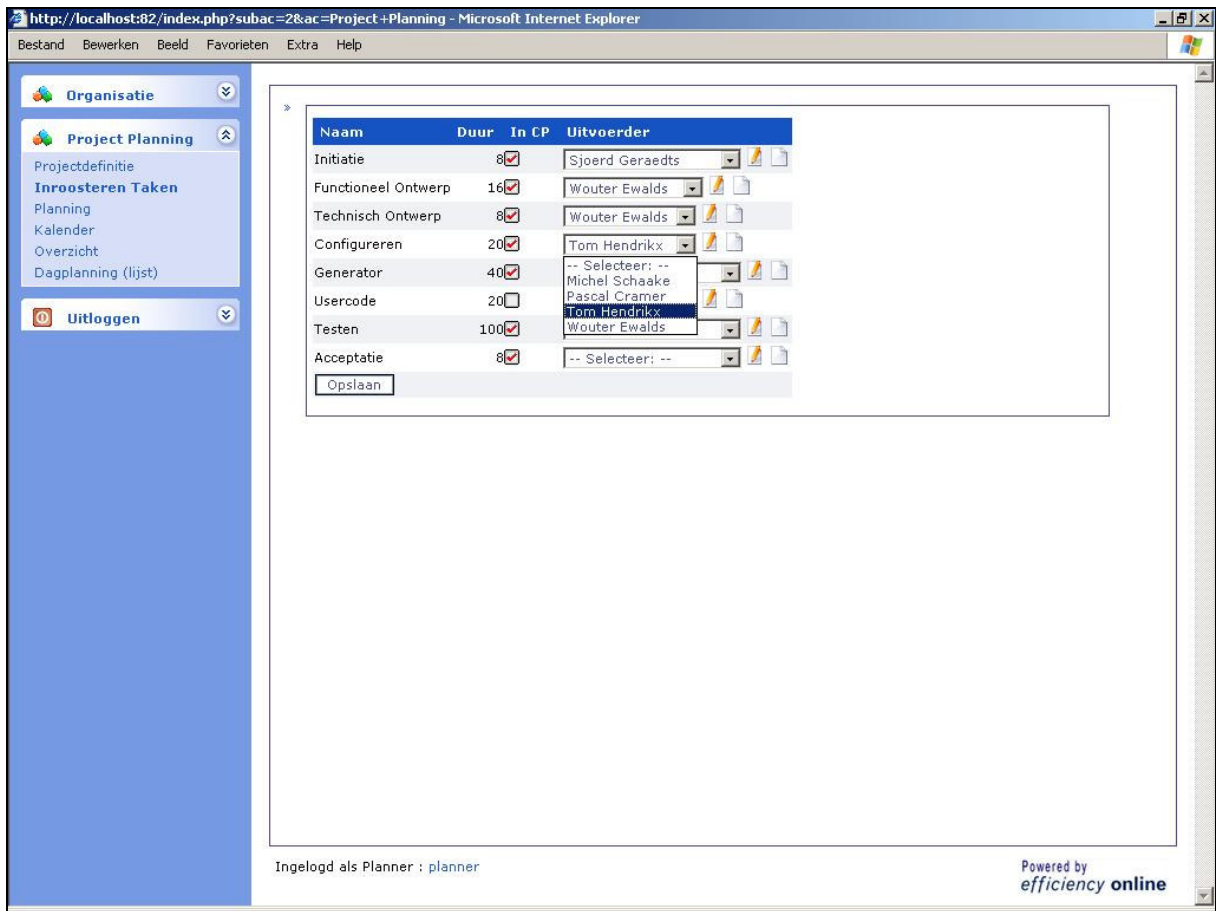 http://localhost:82/index.php?subac=2&ac=Project+Planning - Microsoft Internet Explorer
Bestand Bewerken Beeld Favorieten Extra Help
Organisatie
Project Planning
Projectdefinitie
Inroosteren Taken
Planning
Kalender
Overzicht
Dagplanning (lijst)
Uitloggen
»
Naam Duur In CP Uitvoerder
Initiatie 8 Sjoerd Geraedts
Functioneel Ontwerp 16 Wouter Ewalds
Technisch Ontwerp 8 Wouter Ewalds
Configureren 20 Tom Hendrikx
-- Selecteer: --
Generator 40
Michel Schaake
Pascal Cramer
Usercode 20
Tom Hendrikx
Wouter Ewalds
Testen 100
Acceptatie 8 -- Selecteer: --
Opslaan
Ingelogd als Planner : planner
Powered by
efficiency online